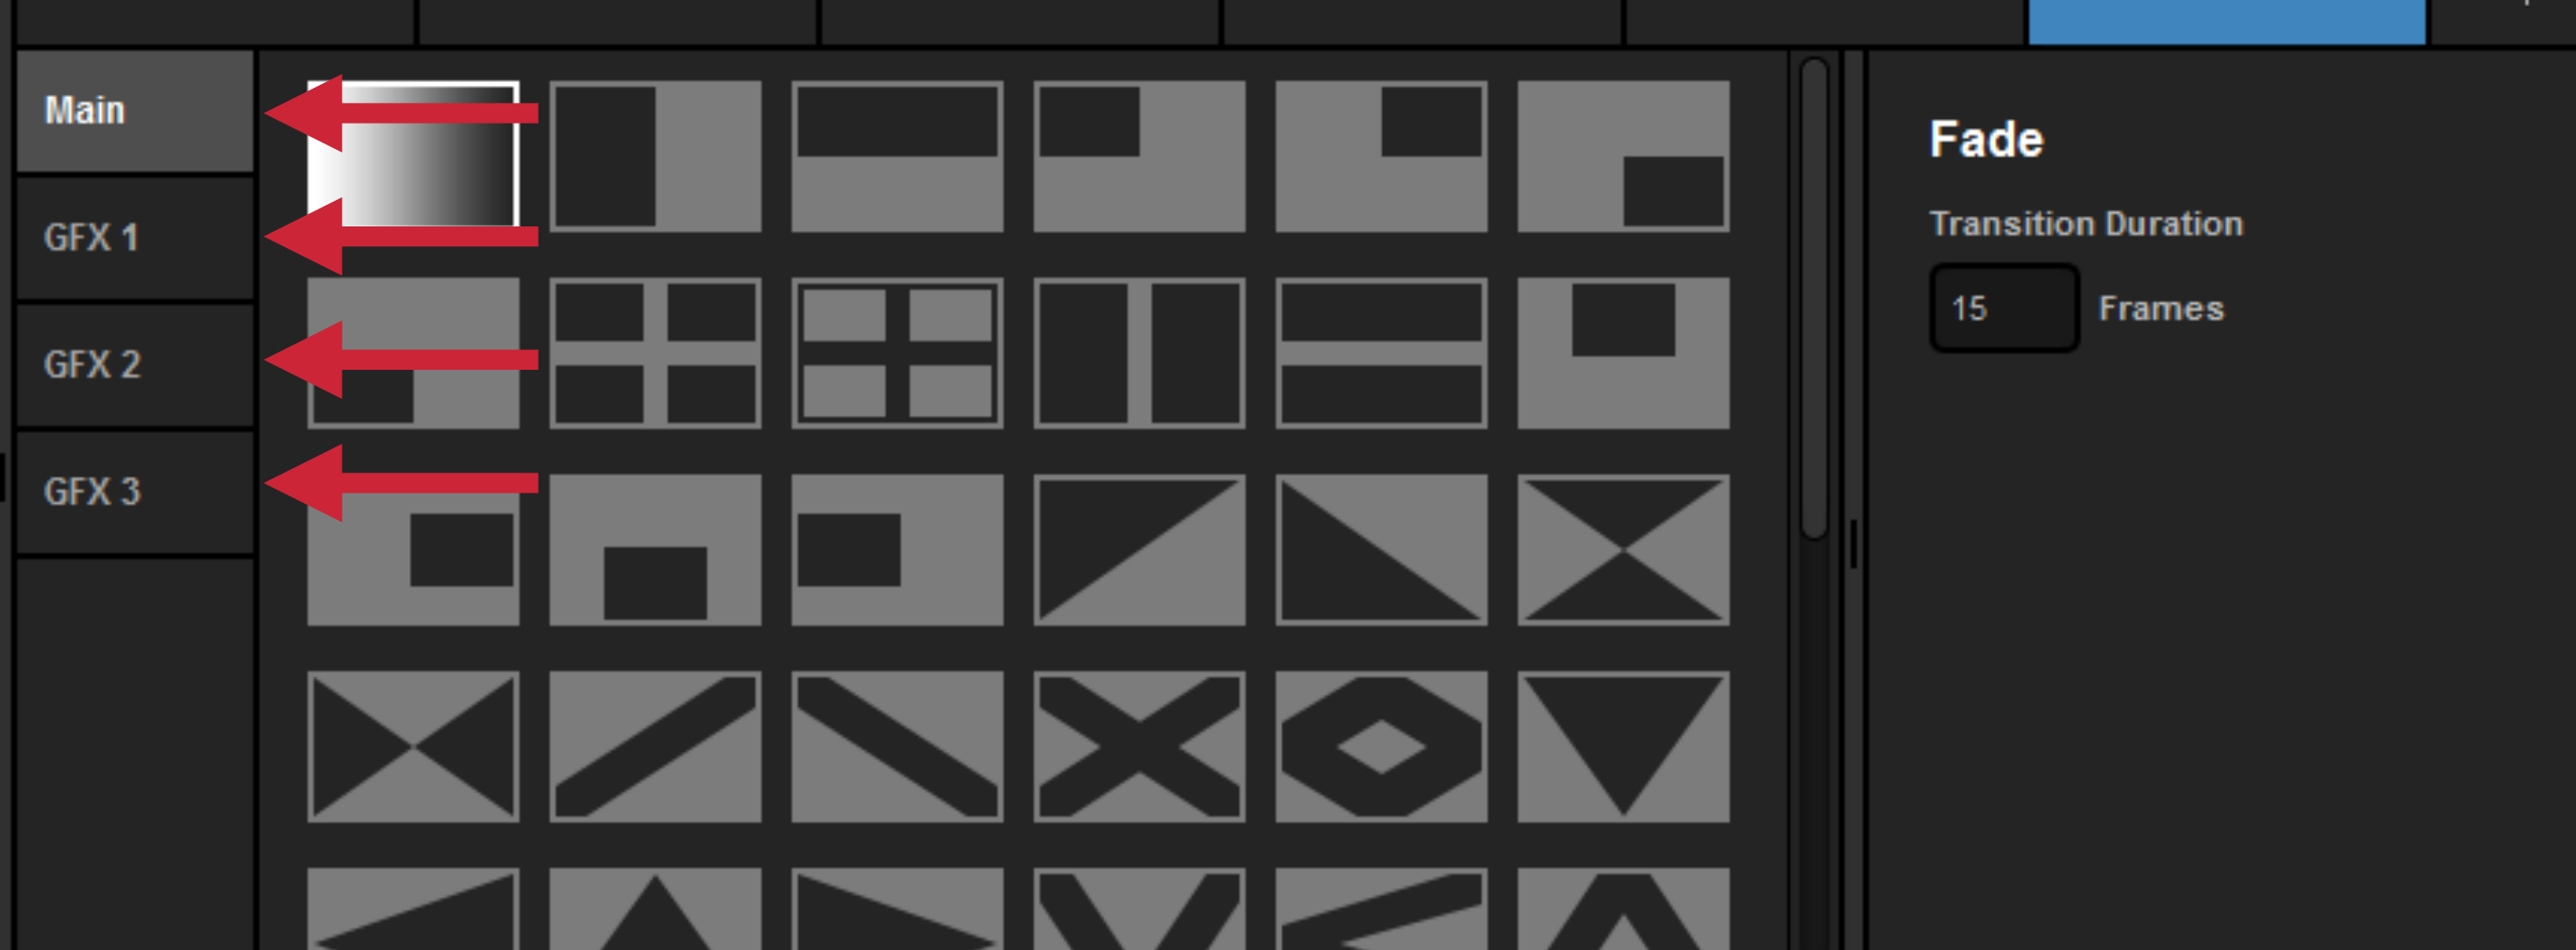 Main
GFX 1
GFX 2
GFX 3
Fade
Transition Duration
15 Frames